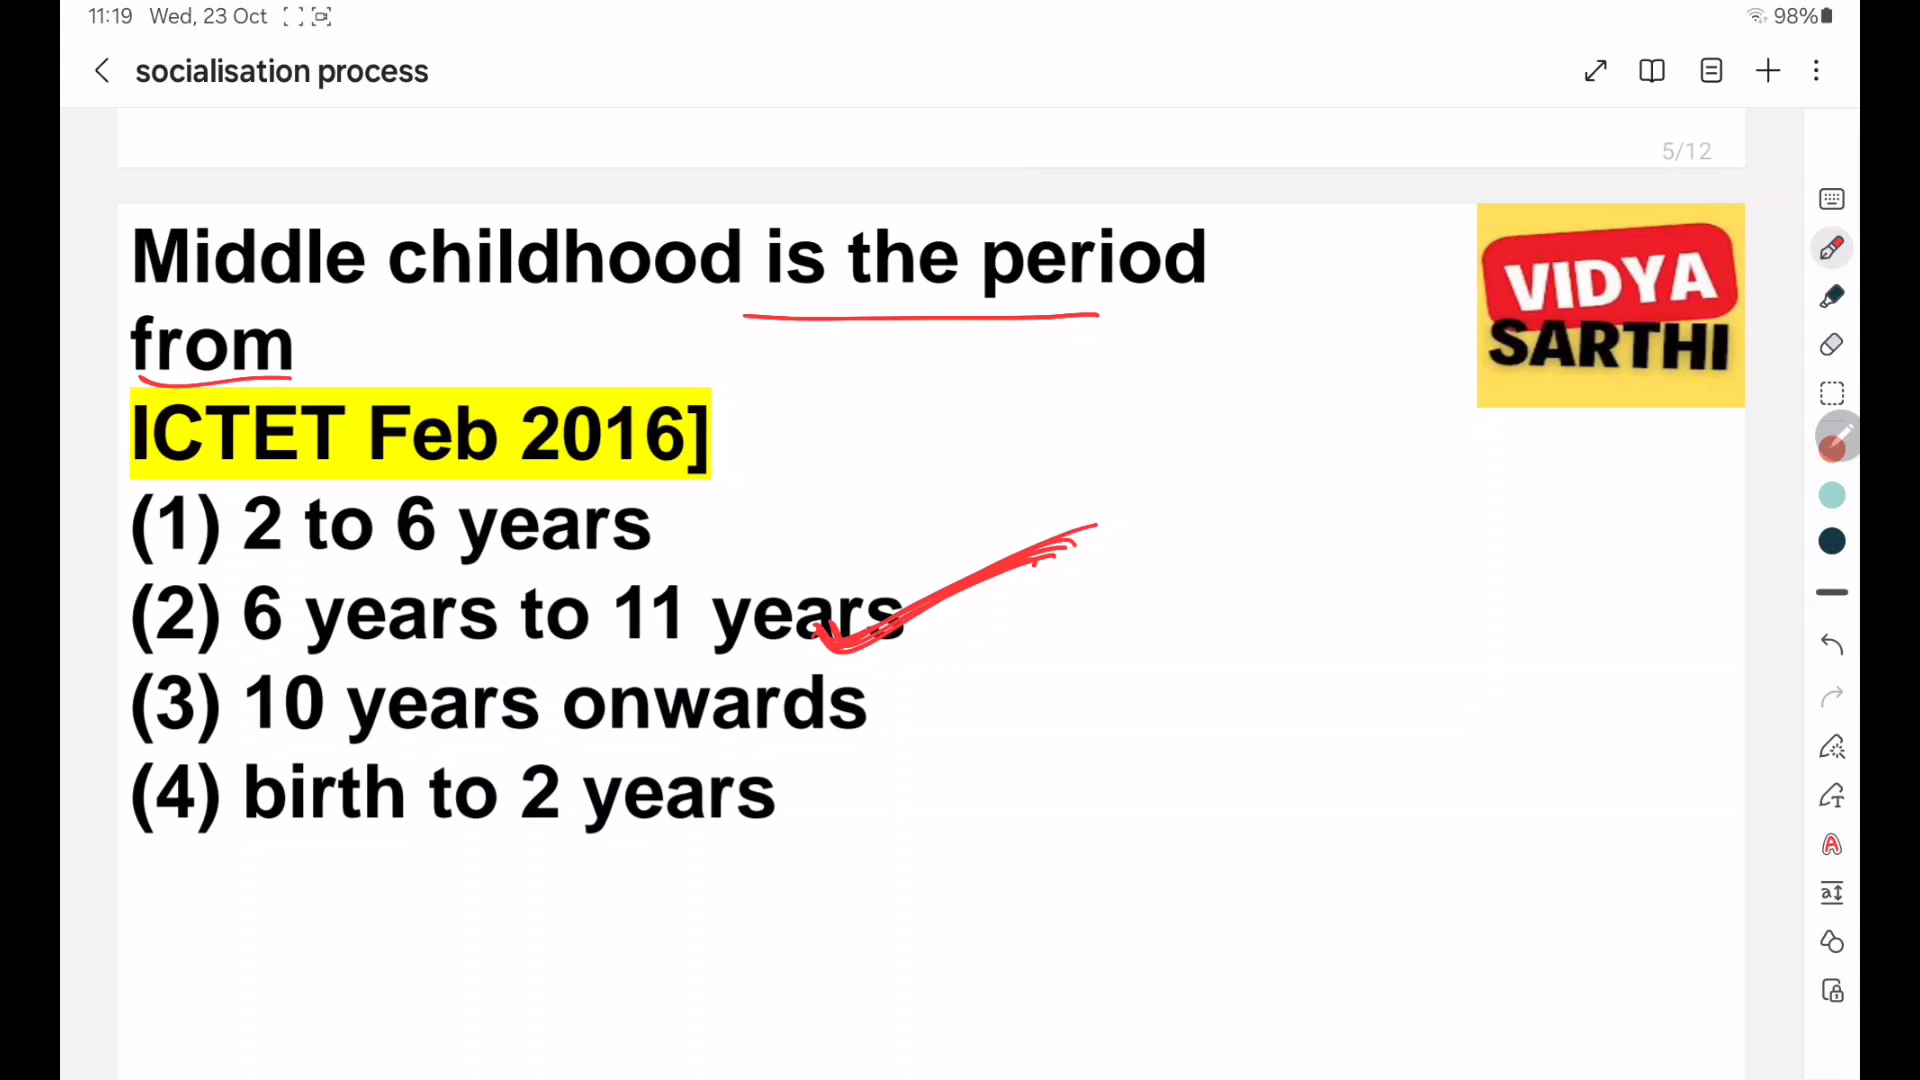 11:19 Wed, 23 Oct 98%
socialisation process
5/12
Middle childhood is the period
from
ICTET Feb 2016]
(1) 2 to 6 years
(2) 6 years to 11 years
(3) 10 years onwards
(4) birth to 2 years
VIDYA
SARTHI